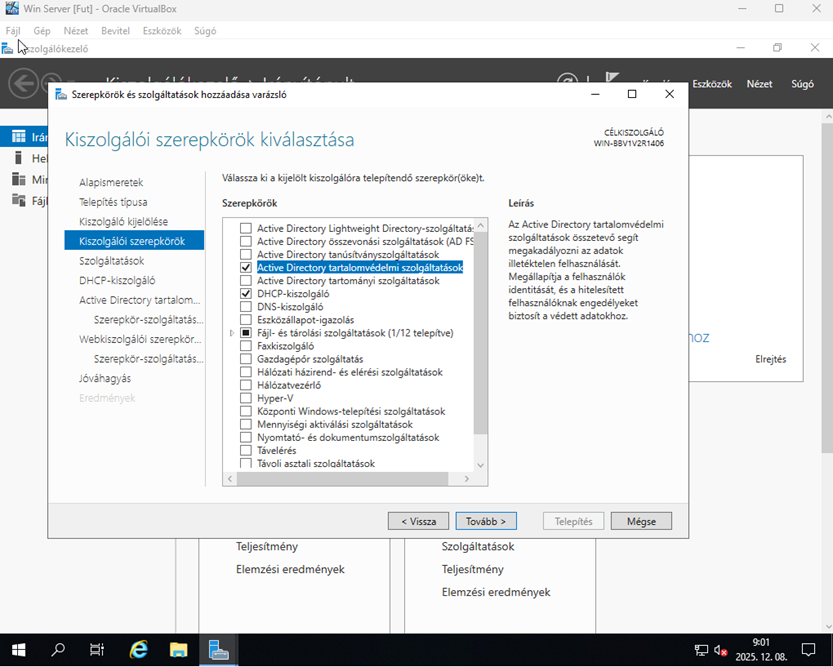 Win Server [Fut] - Oracle VirtualBox
Fájl Gép Nézet Bevitel Eszközök Súgó
Eszközök Nézet Súgó
Szerepkörök és szolgáltatások hozzáadása varázsló
Kiszolgálói szerepkörök kiválasztása
CÉLKISZOLGÁLÓ
WIN-BBV1V2R1406
Alapismeretek
Telepítés típusa
Kiszolgáló kijelölése
Kiszolgálói szerepkörök
Szolgáltatások
DHCP-kiszolgáló
Active Directory tartalom...
Szerepkör-szolgáltatás...
Webkiszolgálói szerepkör...
Szerepkör-szolgáltatás...
Jóváhagyás
Eredmények
Válassza ki a kijelölt kiszolgálóra telepítendő szerepkör(öke)t.
Szerepkörök
Active Directory Lightweight Directory-szolgáltatás
Active Directory összevonási szolgáltatások (AD FS
Active Directory tanúsítványszolgáltatások
Active Directory tartalomvédelmi szolgáltatások
Active Directory tartományi szolgáltatások
DHCP-kiszolgáló
DNS-kiszolgáló
Eszközállapot-igazolás
Fájl- és tárolási szolgáltatások (1/12 telepítve)
Faxkiszolgáló
Gazdagépőr szolgáltatás
Hálózati házirend- és elérési szolgáltatások
Hálózatvezérlő
Hyper-V
Központi Windows-telepítési szolgáltatások
Mennyiségi aktiválási szolgáltatások
Nyomtató- és dokumentumszolgáltatások
Távelérés
Távoli asztali szolgáltatások
Leírás
Az Active Directory tartalomvédelmi
szolgáltatások összetevő segít
megakadályozni az adatok
illetéktelen felhasználását.
Megállapítja a felhasználók
identitását, és a hitelesített
felhasználóknak engedélyeket
biztosít a védett adatokhoz.
Elrejtés
< Vissza Tovább > Telepítés Mégse
Teljesítmény
Elemzési eredmények
Szolgáltatások
Teljesítmény
Elemzési eredmények
9:01
2025. 12. 08.